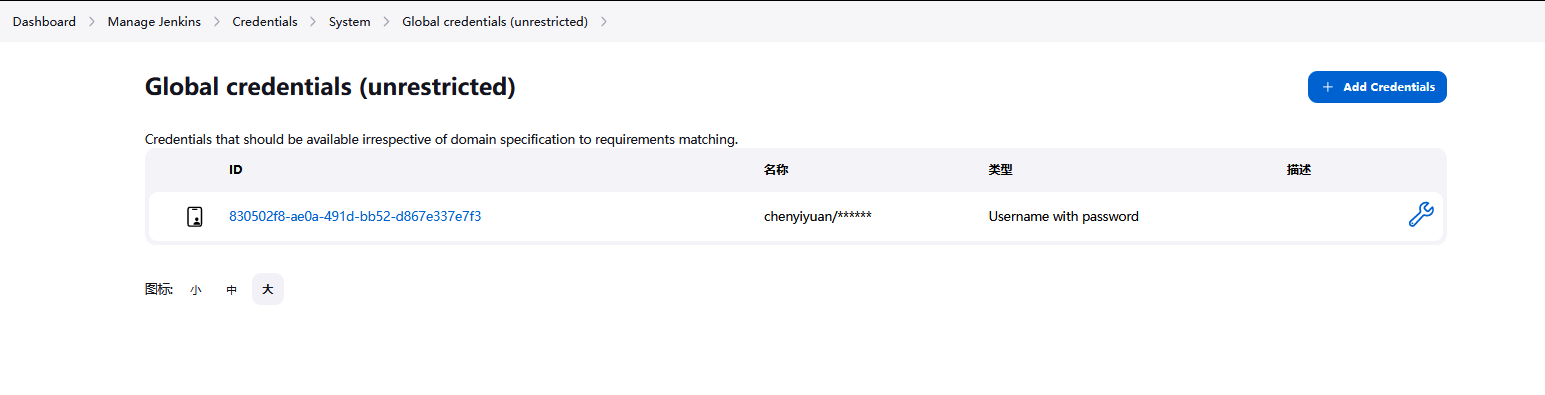 Dashboard > Manage Jenkins > Credentials > System > Global credentials (unrestricted) >
Global credentials (unrestricted)
+ Add Credentials
Credentials that should be available irrespective of domain specification to requirements matching.
ID 名称 类型 描述
830502f8-ae0a-491d-bb52-d867e337e7f3 chenyiyuan/****** Username with password
图标: 小 中 大